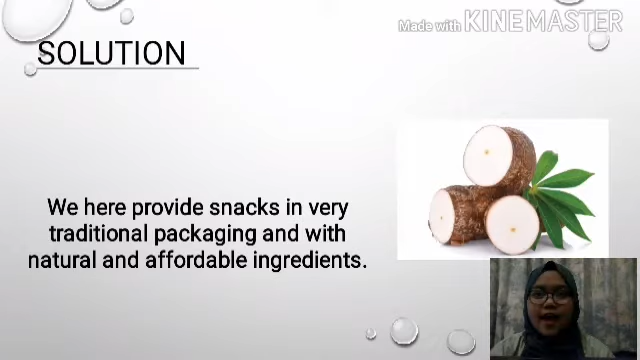 Made with KINEMASTER
SOLUTION
We here provide snacks in very
traditional packaging and with
natural and affordable ingredients.